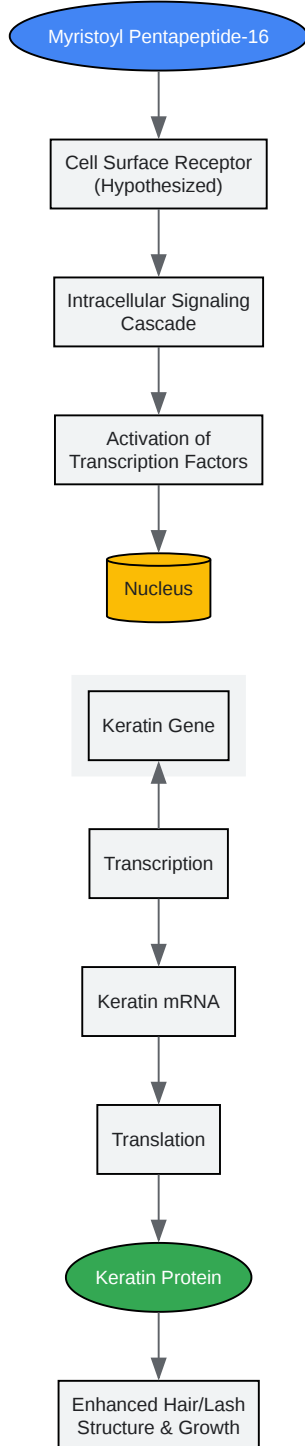 Myristoyl Pentapeptide-16
Cell Surface Receptor
(Hypothesized)
Intracellular Signaling
Cascade
Activation of
Transcription Factors
Nucleus
Keratin Gene
Transcription
Keratin mRNA
Translation
Keratin Protein
Enhanced Hair/Lash
Structure & Growth